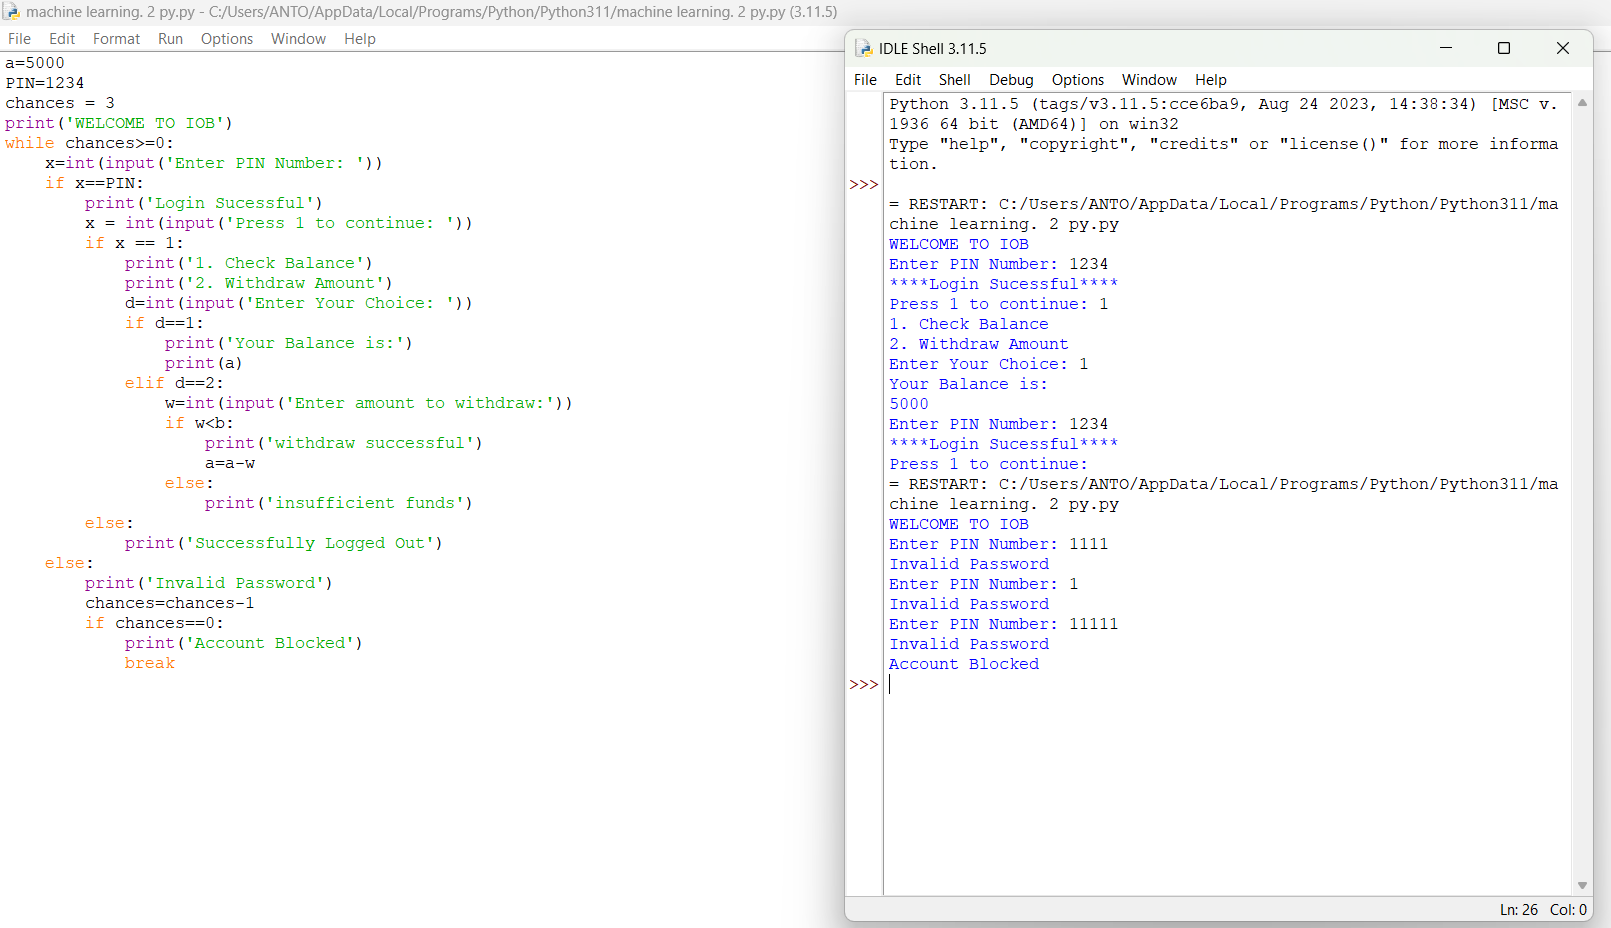 machine learning. 2 py.py - C:/Users/ANTO/AppData/Local/Programs/Python/Python311/machine learning. 2 py.py (3.11.5)
File Edit Format Run Options Window Help
a=5000
PIN=1234
chances = 3
print('WELCOME TO IOB')
while chances>=0:
    x=int(input('Enter PIN Number: '))
    if x==PIN:
        print('Login Sucessful')
        x = int(input('Press 1 to continue: '))
        if x == 1:
            print('1. Check Balance')
            print('2. Withdraw Amount')
            d=int(input('Enter Your Choice: '))
            if d==1:
                print('Your Balance is:')
                print(a)
            elif d==2:
                w=int(input('Enter amount to withdraw:'))
                if w<b:
                    print('withdraw successful')
                    a=a-w
                else:
                    print('insufficient funds')
        else:
            print('Successfully Logged Out')
    else:
        print('Invalid Password')
        chances=chances-1
        if chances==0:
            print('Account Blocked')
            break
IDLE Shell 3.11.5
File Edit Shell Debug Options Window Help
Python 3.11.5 (tags/v3.11.5:cce6ba9, Aug 24 2023, 14:38:34) [MSC v.
1936 64 bit (AMD64)] on win32
Type "help", "copyright", "credits" or "license()" for more informa
tion.
>>>
= RESTART: C:/Users/ANTO/AppData/Local/Programs/Python/Python311/ma
chine learning. 2 py.py
WELCOME TO IOB
Enter PIN Number: 1234
****Login Sucessful****
Press 1 to continue: 1
1. Check Balance
2. Withdraw Amount
Enter Your Choice: 1
Your Balance is:
5000
Enter PIN Number: 1234
****Login Sucessful****
Press 1 to continue:
= RESTART: C:/Users/ANTO/AppData/Local/Programs/Python/Python311/ma
chine learning. 2 py.py
WELCOME TO IOB
Enter PIN Number: 1111
Invalid Password
Enter PIN Number: 1
Invalid Password
Enter PIN Number: 11111
Invalid Password
Account Blocked
>>>
Ln: 26 Col: 0